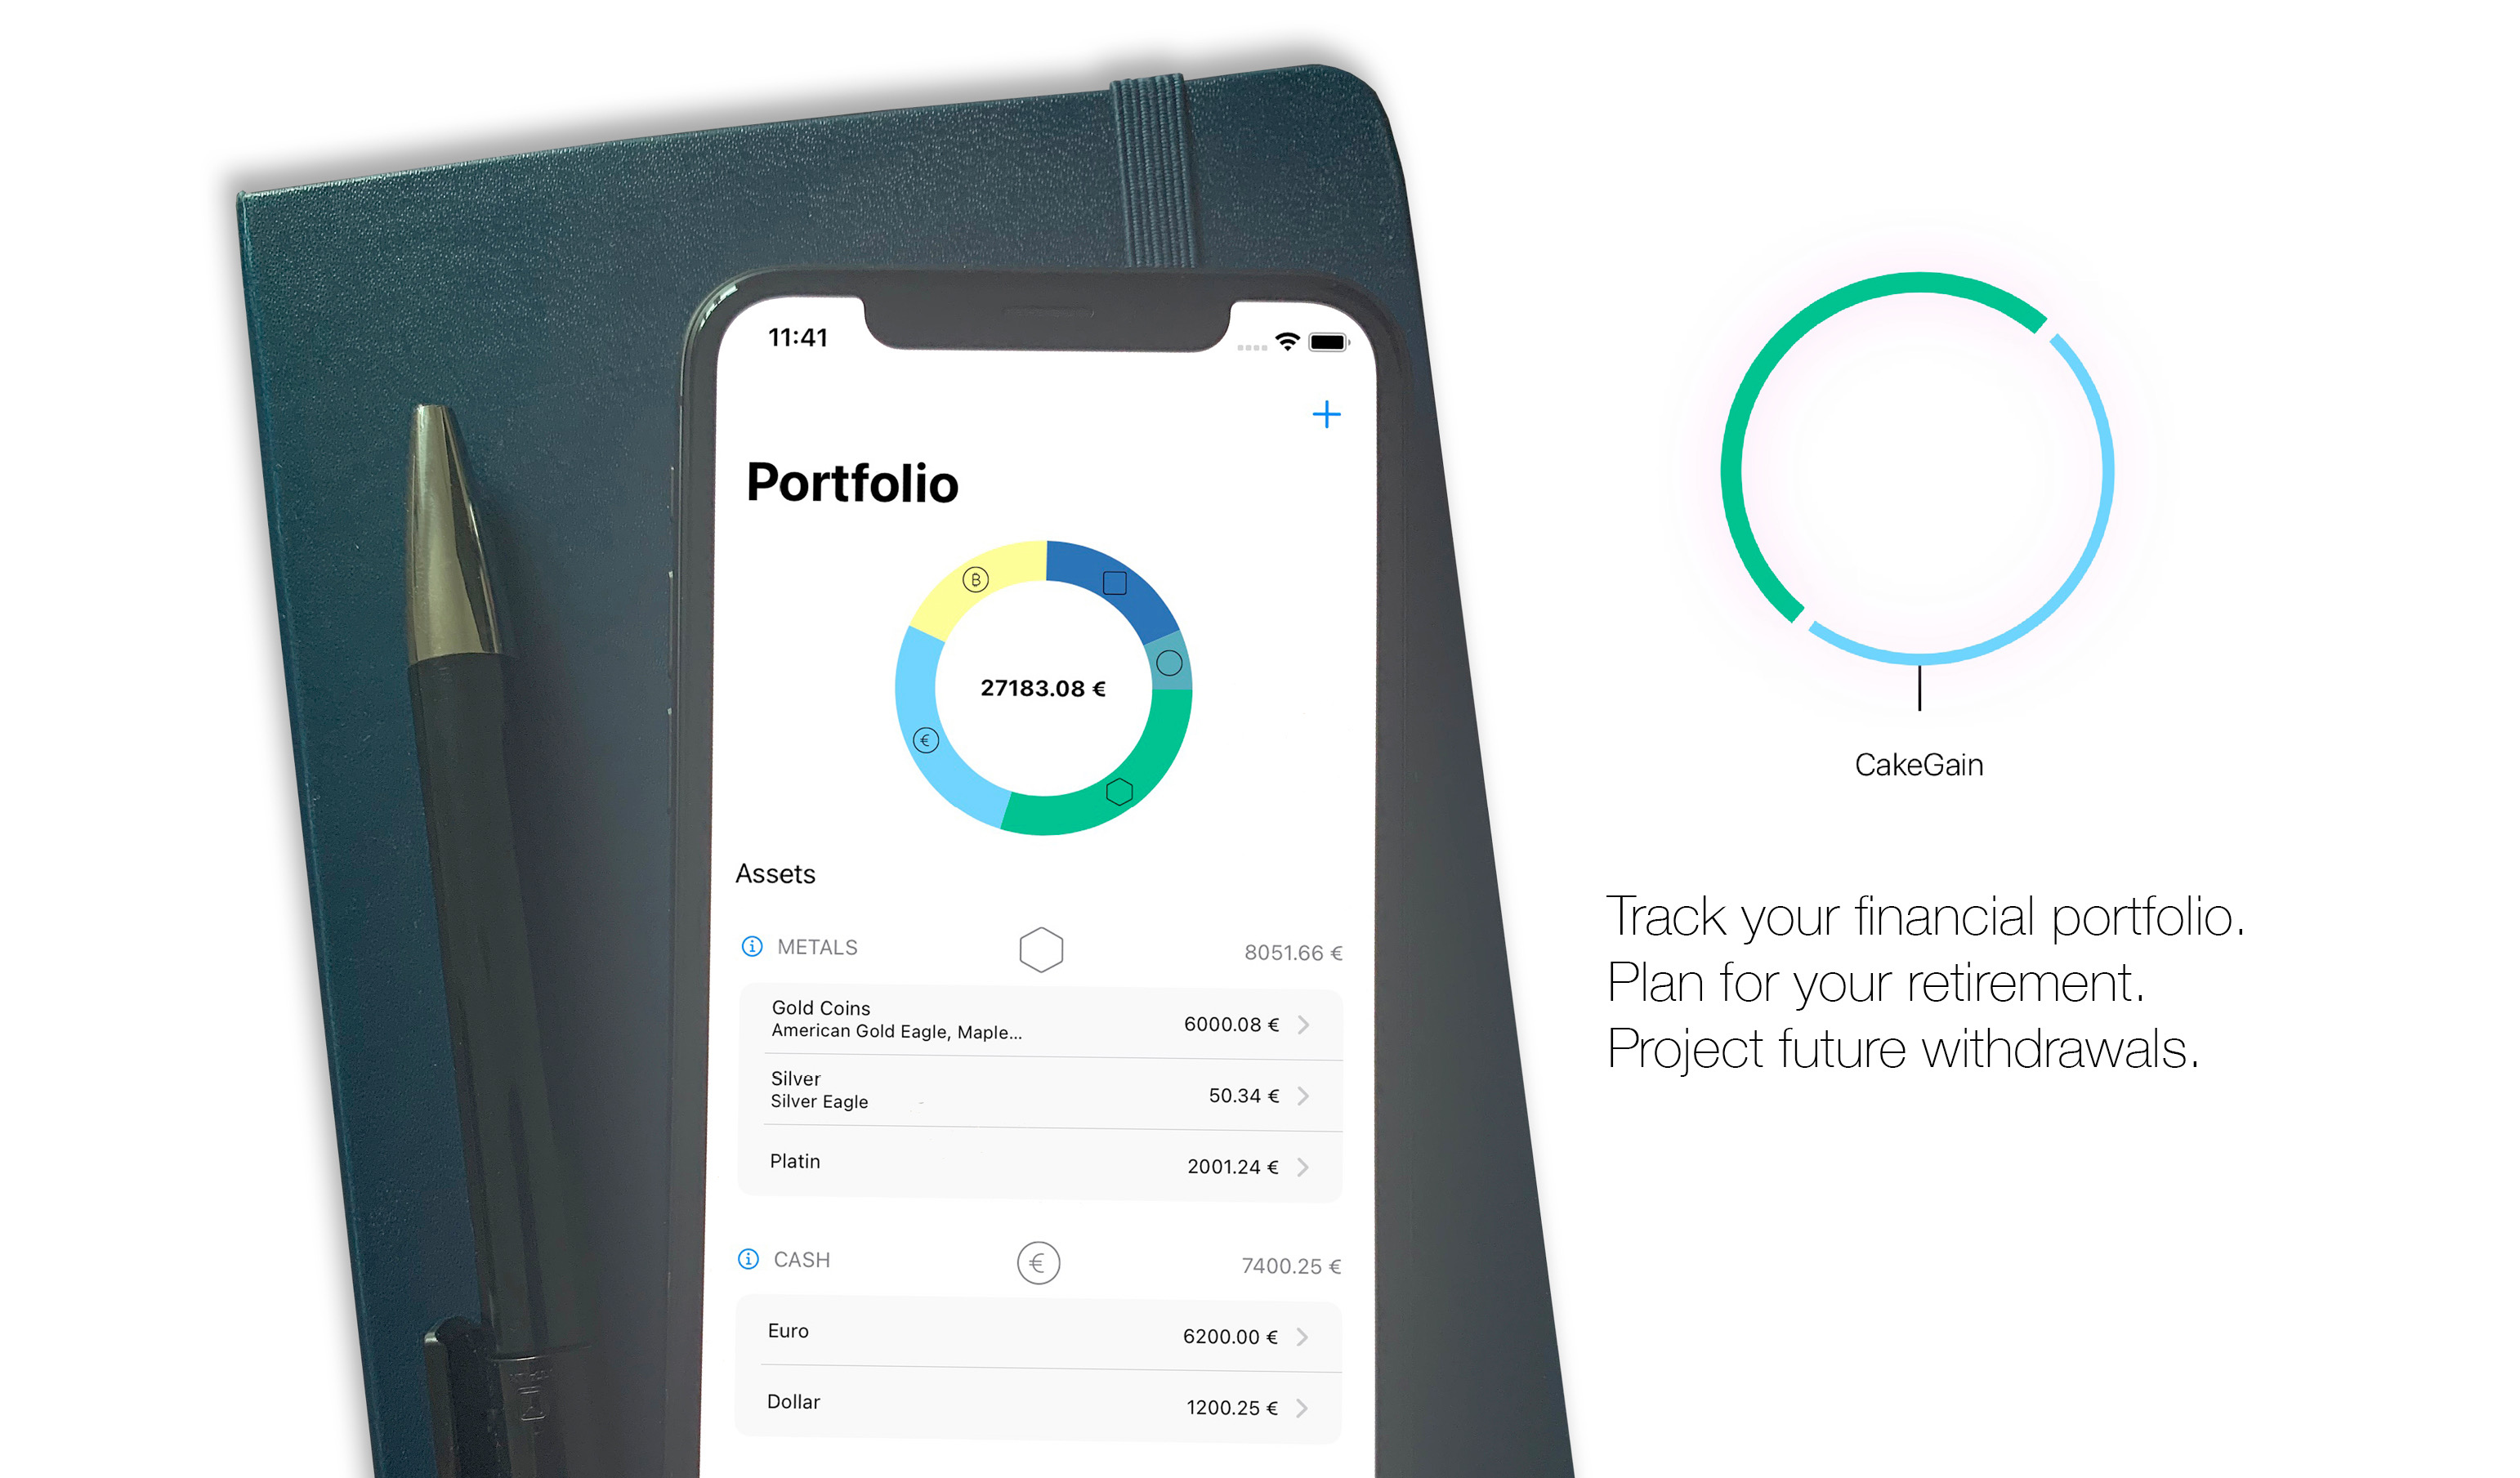 11:41
Portfolio
B
27183.08 €
€
Assets
METALS
8051.66 €
Gold Coins
American Gold Eagle, Maple...
6000.08 €
Silver
Silver Eagle
50.34 €
Platin
2001.24 €
CASH
€
7400.25 €
Euro
6200.00 €
Dollar
1200.25 €
CakeGain
Track your financial portfolio.
Plan for your retirement.
Project future withdrawals.